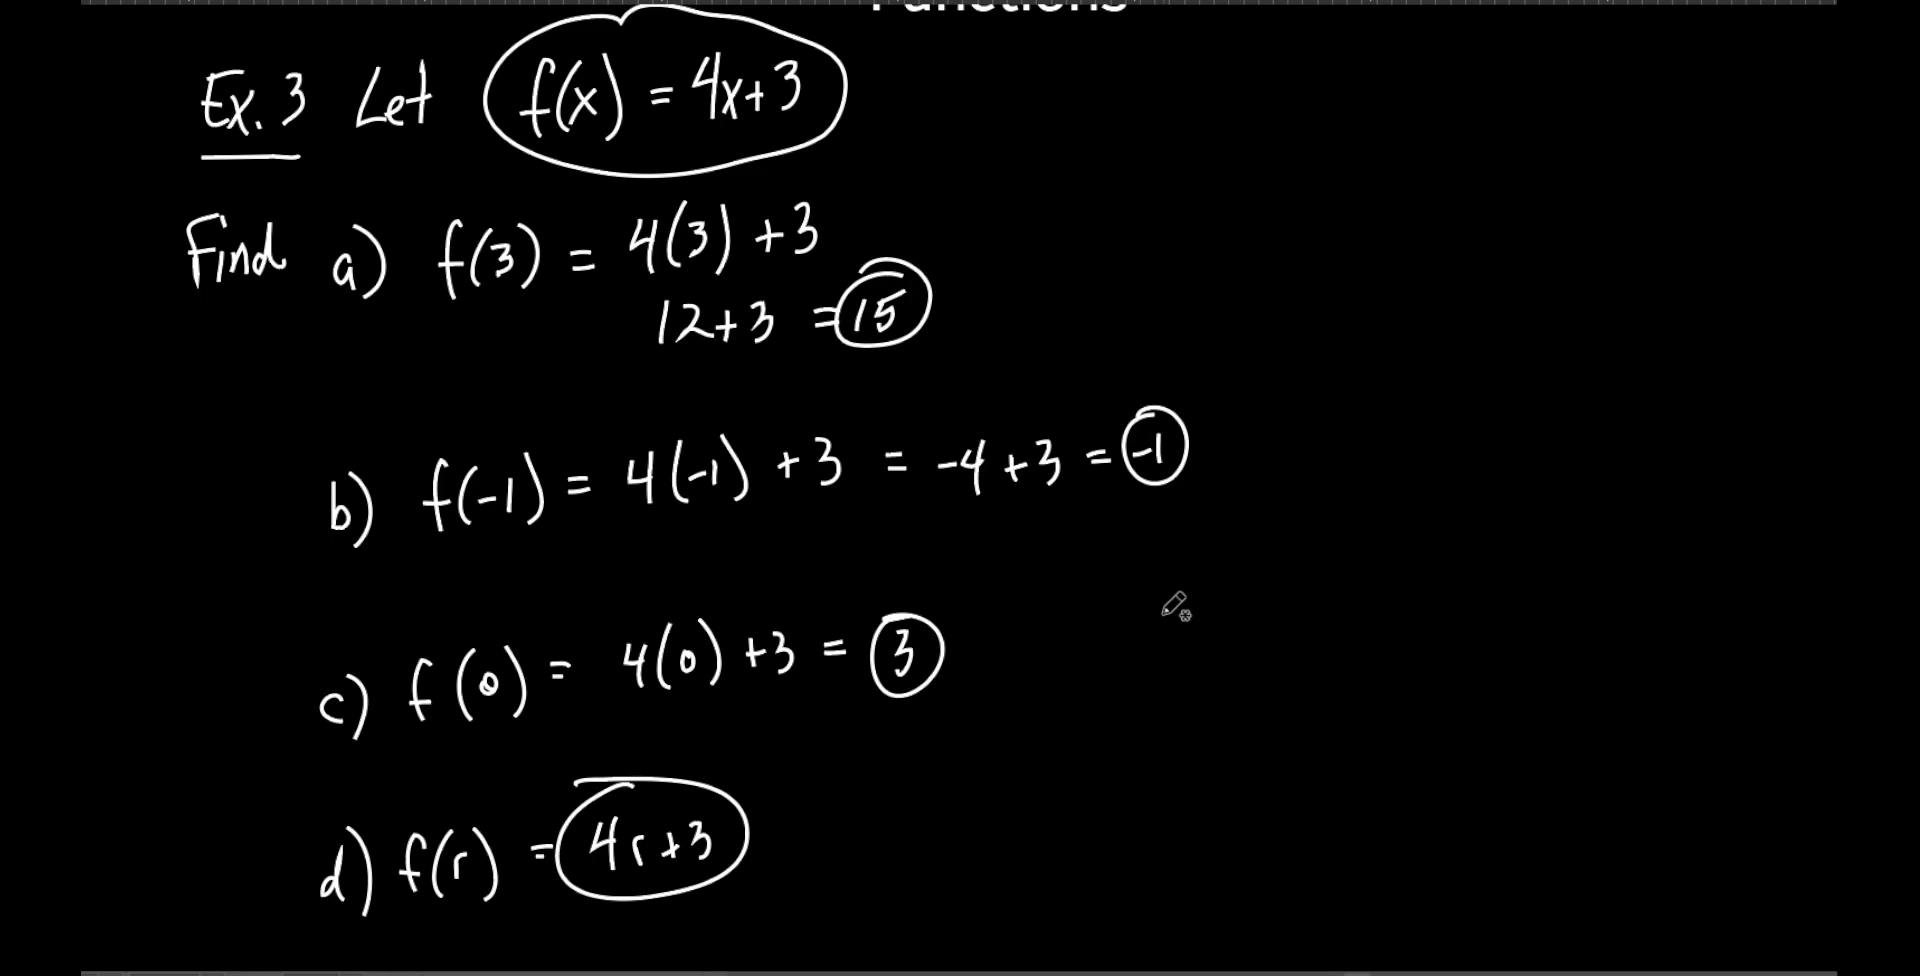 Functions
Ex. 3 Let f(x) = 4x+3
Find a) f(3) = 4(3) +3
12+3 = 15
b) f(-1) = 4(-1) +3 = -4+3 = -1
c) f(0) = 4(0) +3 = 3
d) f(r) = 4r+3